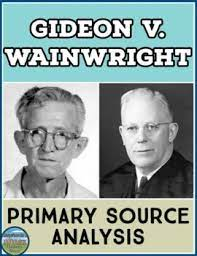 GIDEON V.
WAINWRIGHT
PRIMARY SOURCE
ANALYSIS